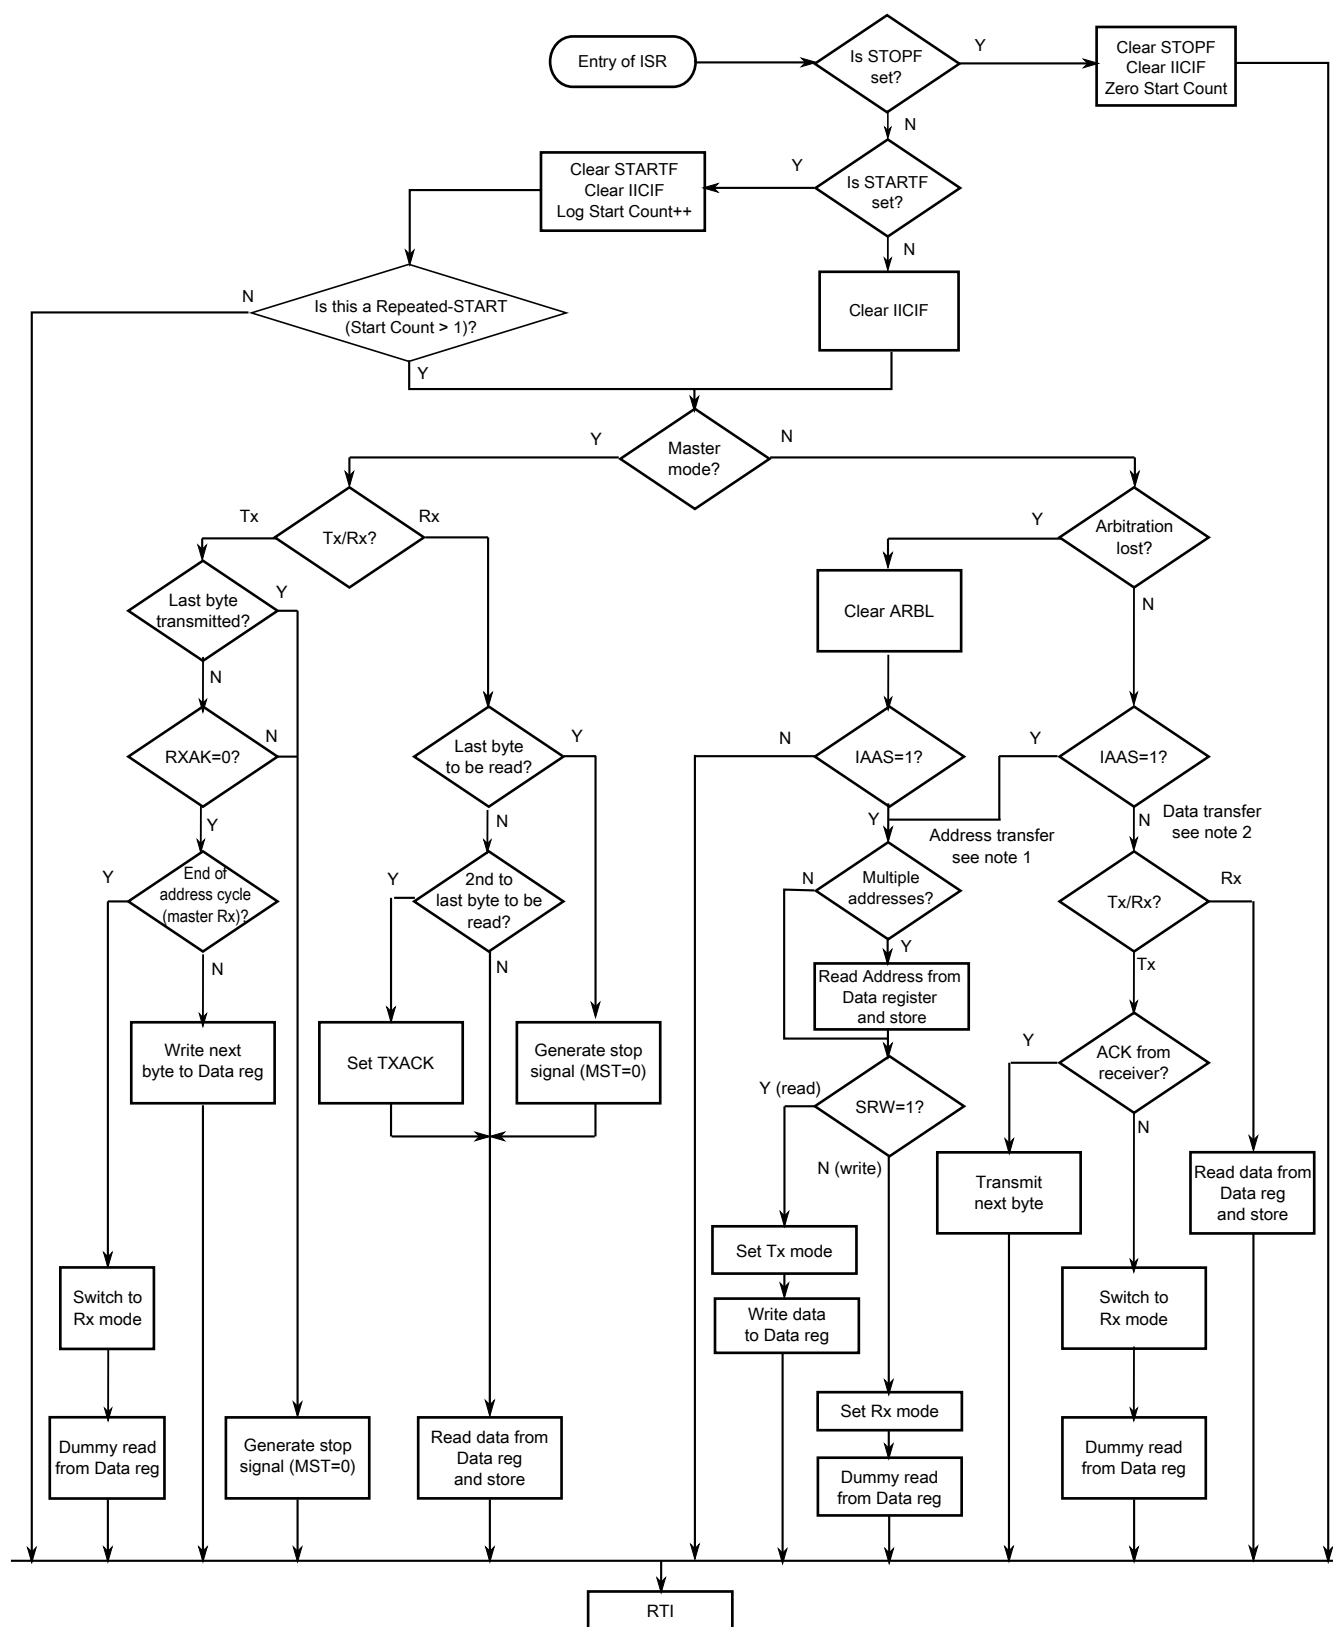 Entry of ISR
Is STOPF
set?
Y
Clear STOPF
Clear IICIF
Zero Start Count
N
Clear STARTF
Clear IICIF
Log Start Count++
Y
Is STARTF
set?
N
N
Is this a Repeated-START
(Start Count > 1)?
Y
Clear IICIF
Y
Master
mode?
N
Tx
Tx/Rx?
Rx
Y
Arbitration
lost?
N
Last byte
transmitted?
Y
N
Clear ARBL
RXAK=0?
N
Y
Last byte
to be read?
Y
N
N
IAAS=1?
Y
Y
IAAS=1?
N
Address transfer
see note 1
Data transfer
see note 2
Y
End of
address cycle
(master Rx)?
N
Y
2nd to
last byte to be
read?
N
N
Multiple
addresses?
Y
Tx/Rx?
Rx
Tx
Read Address from
Data register
and store
Write next
byte to Data reg
Set TXACK
Generate stop
signal (MST=0)
Y
ACK from
receiver?
N
Y (read)
SRW=1?
N (write)
Transmit
next byte
Read data from
Data reg
and store
Set Tx mode
Switch to
Rx mode
Write data
to Data reg
Switch to
Rx mode
Set Rx mode
Dummy read
from Data reg
Generate stop
signal (MST=0)
Read data from
Data reg
and store
Dummy read
from Data reg
Dummy read
from Data reg
RTI